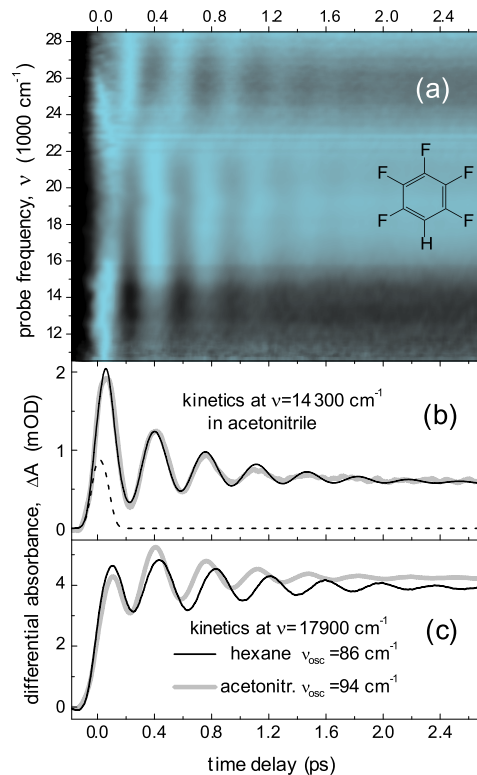 0.0 0.4 0.8 1.2 1.6 2.0 2.4
28
26
24
22
20
18
16
14
12
probe frequency, ν (1000 cm⁻¹)
(a)
F
F F
F F
H
2
1
0
kinetics at ν=14 300 cm⁻¹
in acetonitrile
(b)
differential absorbance, ΔA (mOD)
4
2
0
(c)
kinetics at ν=17900 cm⁻¹
hexane ν_osc =86 cm⁻¹
acetonitr. ν_osc =94 cm⁻¹
0.0 0.4 0.8 1.2 1.6 2.0 2.4
time delay (ps)